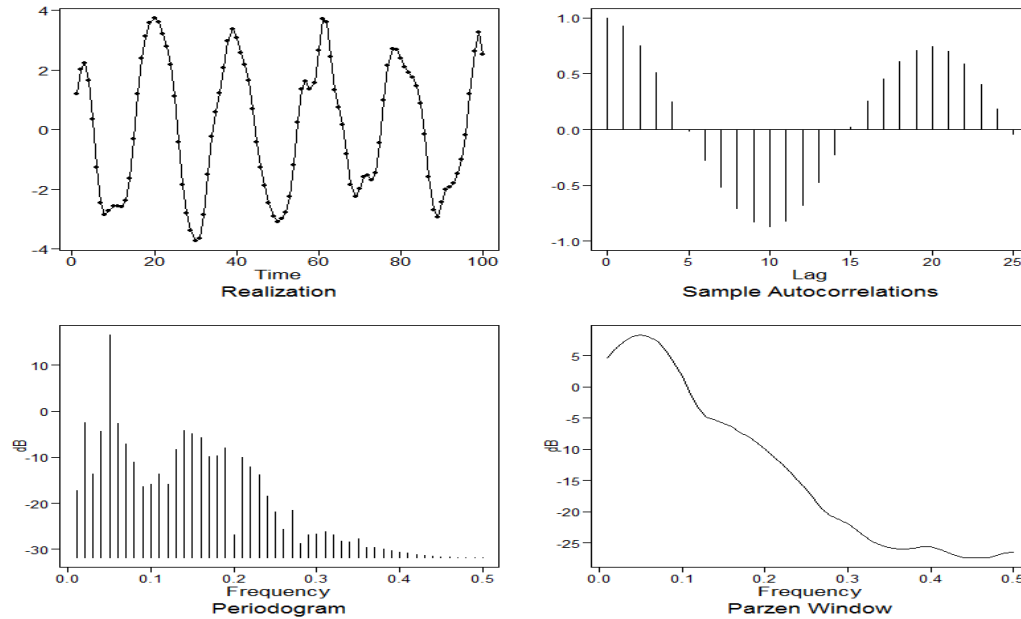 4
2
0
-2
-4
0 20 40 60 80 100
Time
Realization
1.0
0.5
0.0
-0.5
-1.0
0 5 10 15 20 25
Lag
Sample Autocorrelations
dB
10
0
-10
-20
-30
0.0 0.1 0.2 0.3 0.4 0.5
Frequency
Periodogram
dB
5
0
-5
-10
-15
-20
-25
0.0 0.1 0.2 0.3 0.4 0.5
Frequency
Parzen Window